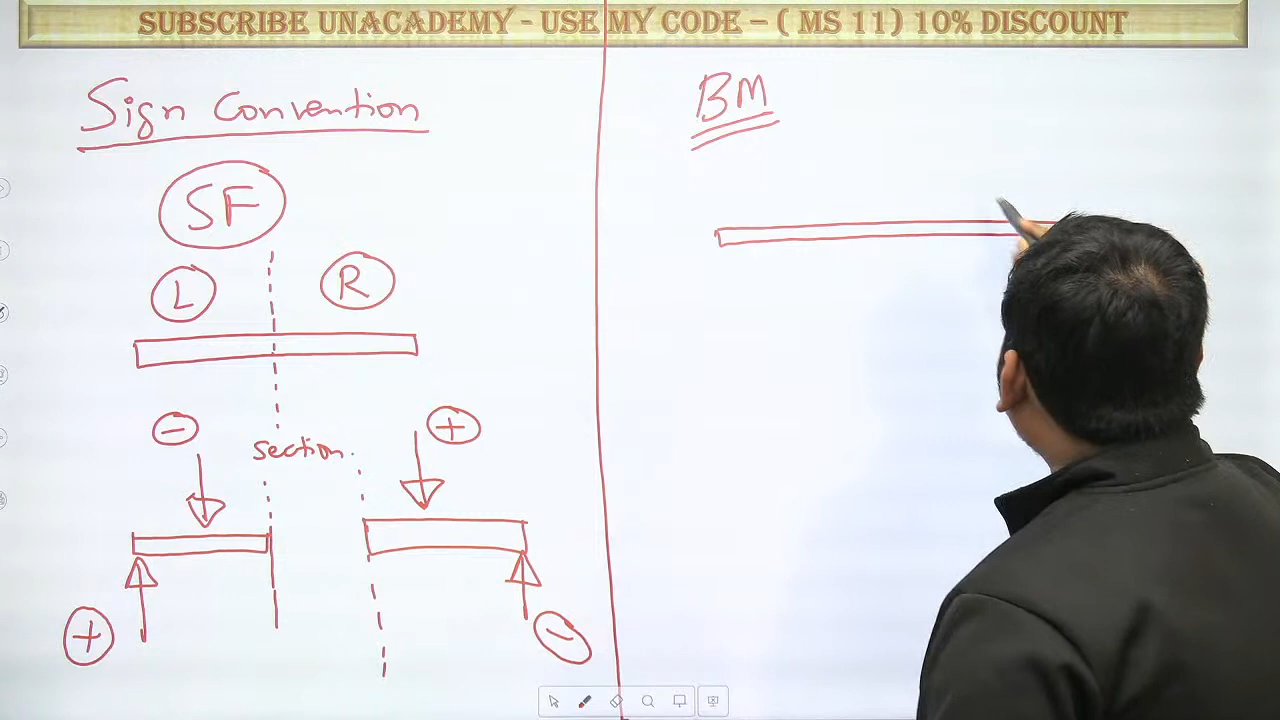 SUBSCRIBE UNACADEMY - USE MY CODE – ( MS 11) 10% DISCOUNT
Sign Convention
SF
L
R
−
+
section.
+
−
BM